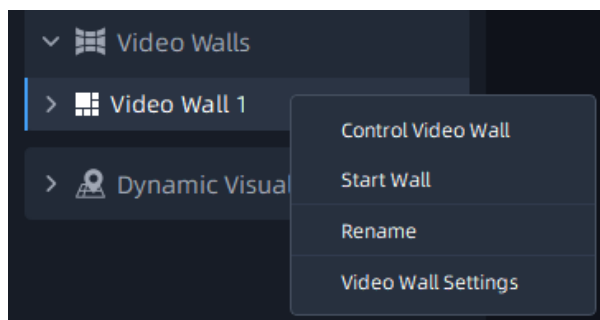 Video Walls
Video Wall 1
Control Video Wall
Start Wall
Dynamic Visual
Rename
Video Wall Settings